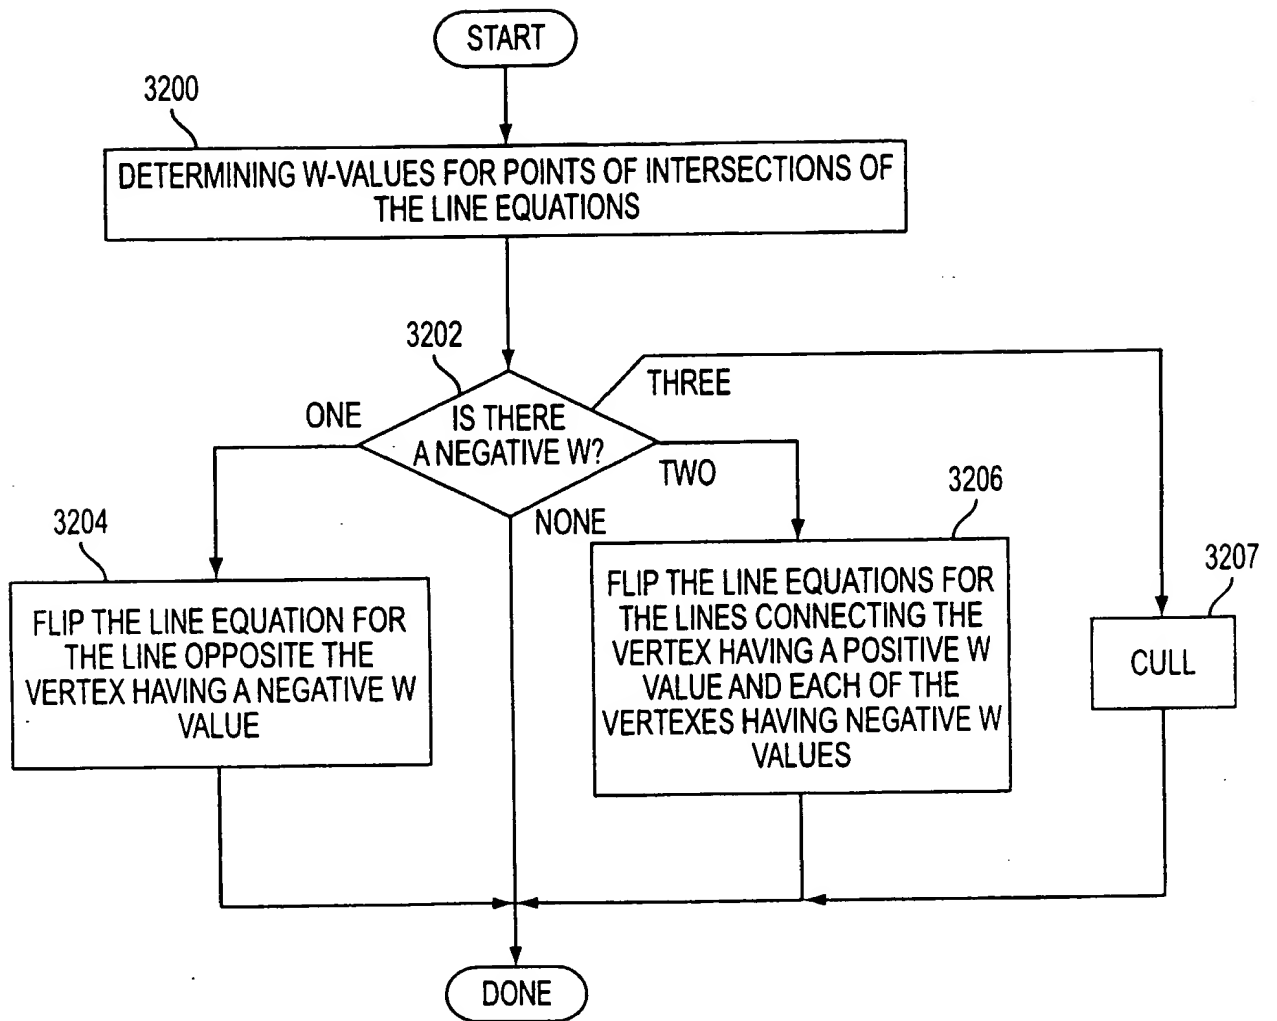 START
3200
DETERMINING W-VALUES FOR POINTS OF INTERSECTIONS OF
THE LINE EQUATIONS
3202
IS THERE
A NEGATIVE W?
ONE
THREE
TWO
NONE
3204
FLIP THE LINE EQUATION FOR
THE LINE OPPOSITE THE
VERTEX HAVING A NEGATIVE W
VALUE
3206
FLIP THE LINE EQUATIONS FOR
THE LINES CONNECTING THE
VERTEX HAVING A POSITIVE W
VALUE AND EACH OF THE
VERTEXES HAVING NEGATIVE W
VALUES
3207
CULL
DONE